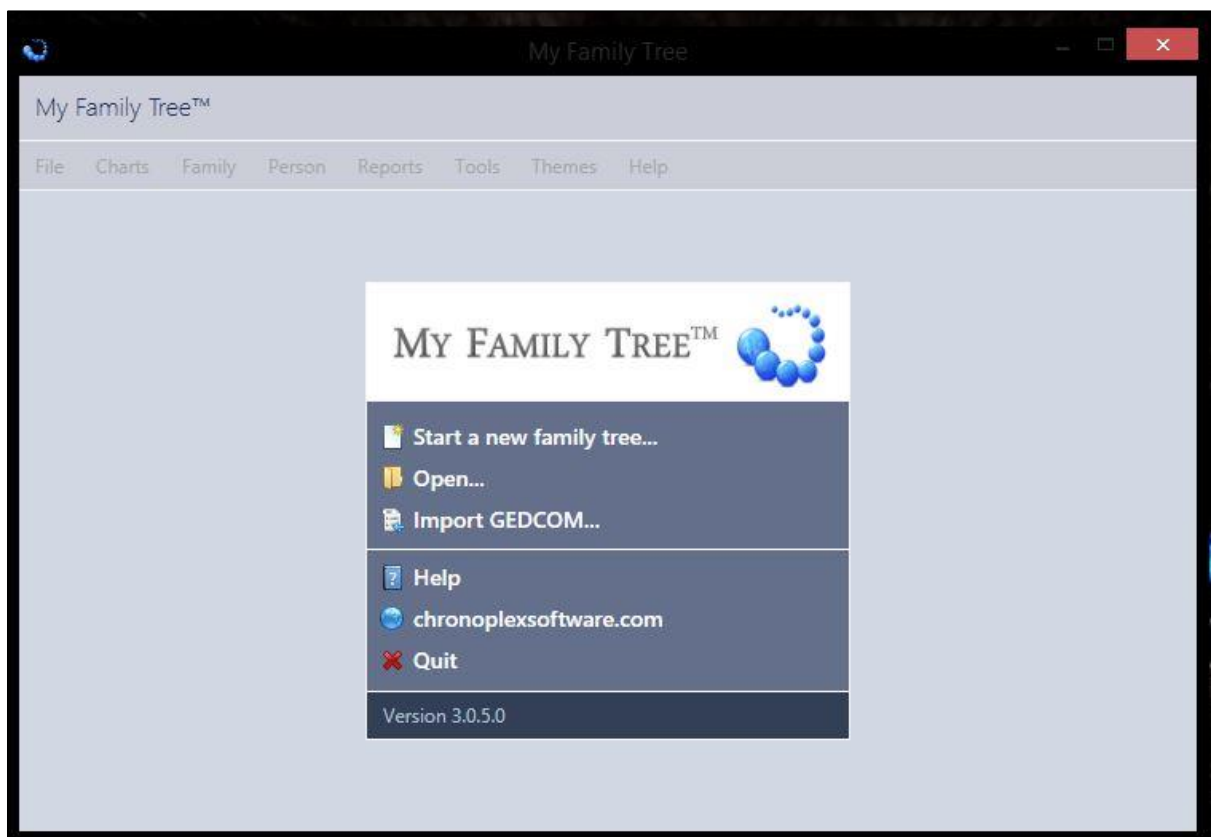 My Family Tree
My Family Tree™
File Charts Family Person Reports Tools Themes Help
MY FAMILY TREE™
Start a new family tree...
Open...
Import GEDCOM...
Help
chronoplexsoftware.com
Quit
Version 3.0.5.0